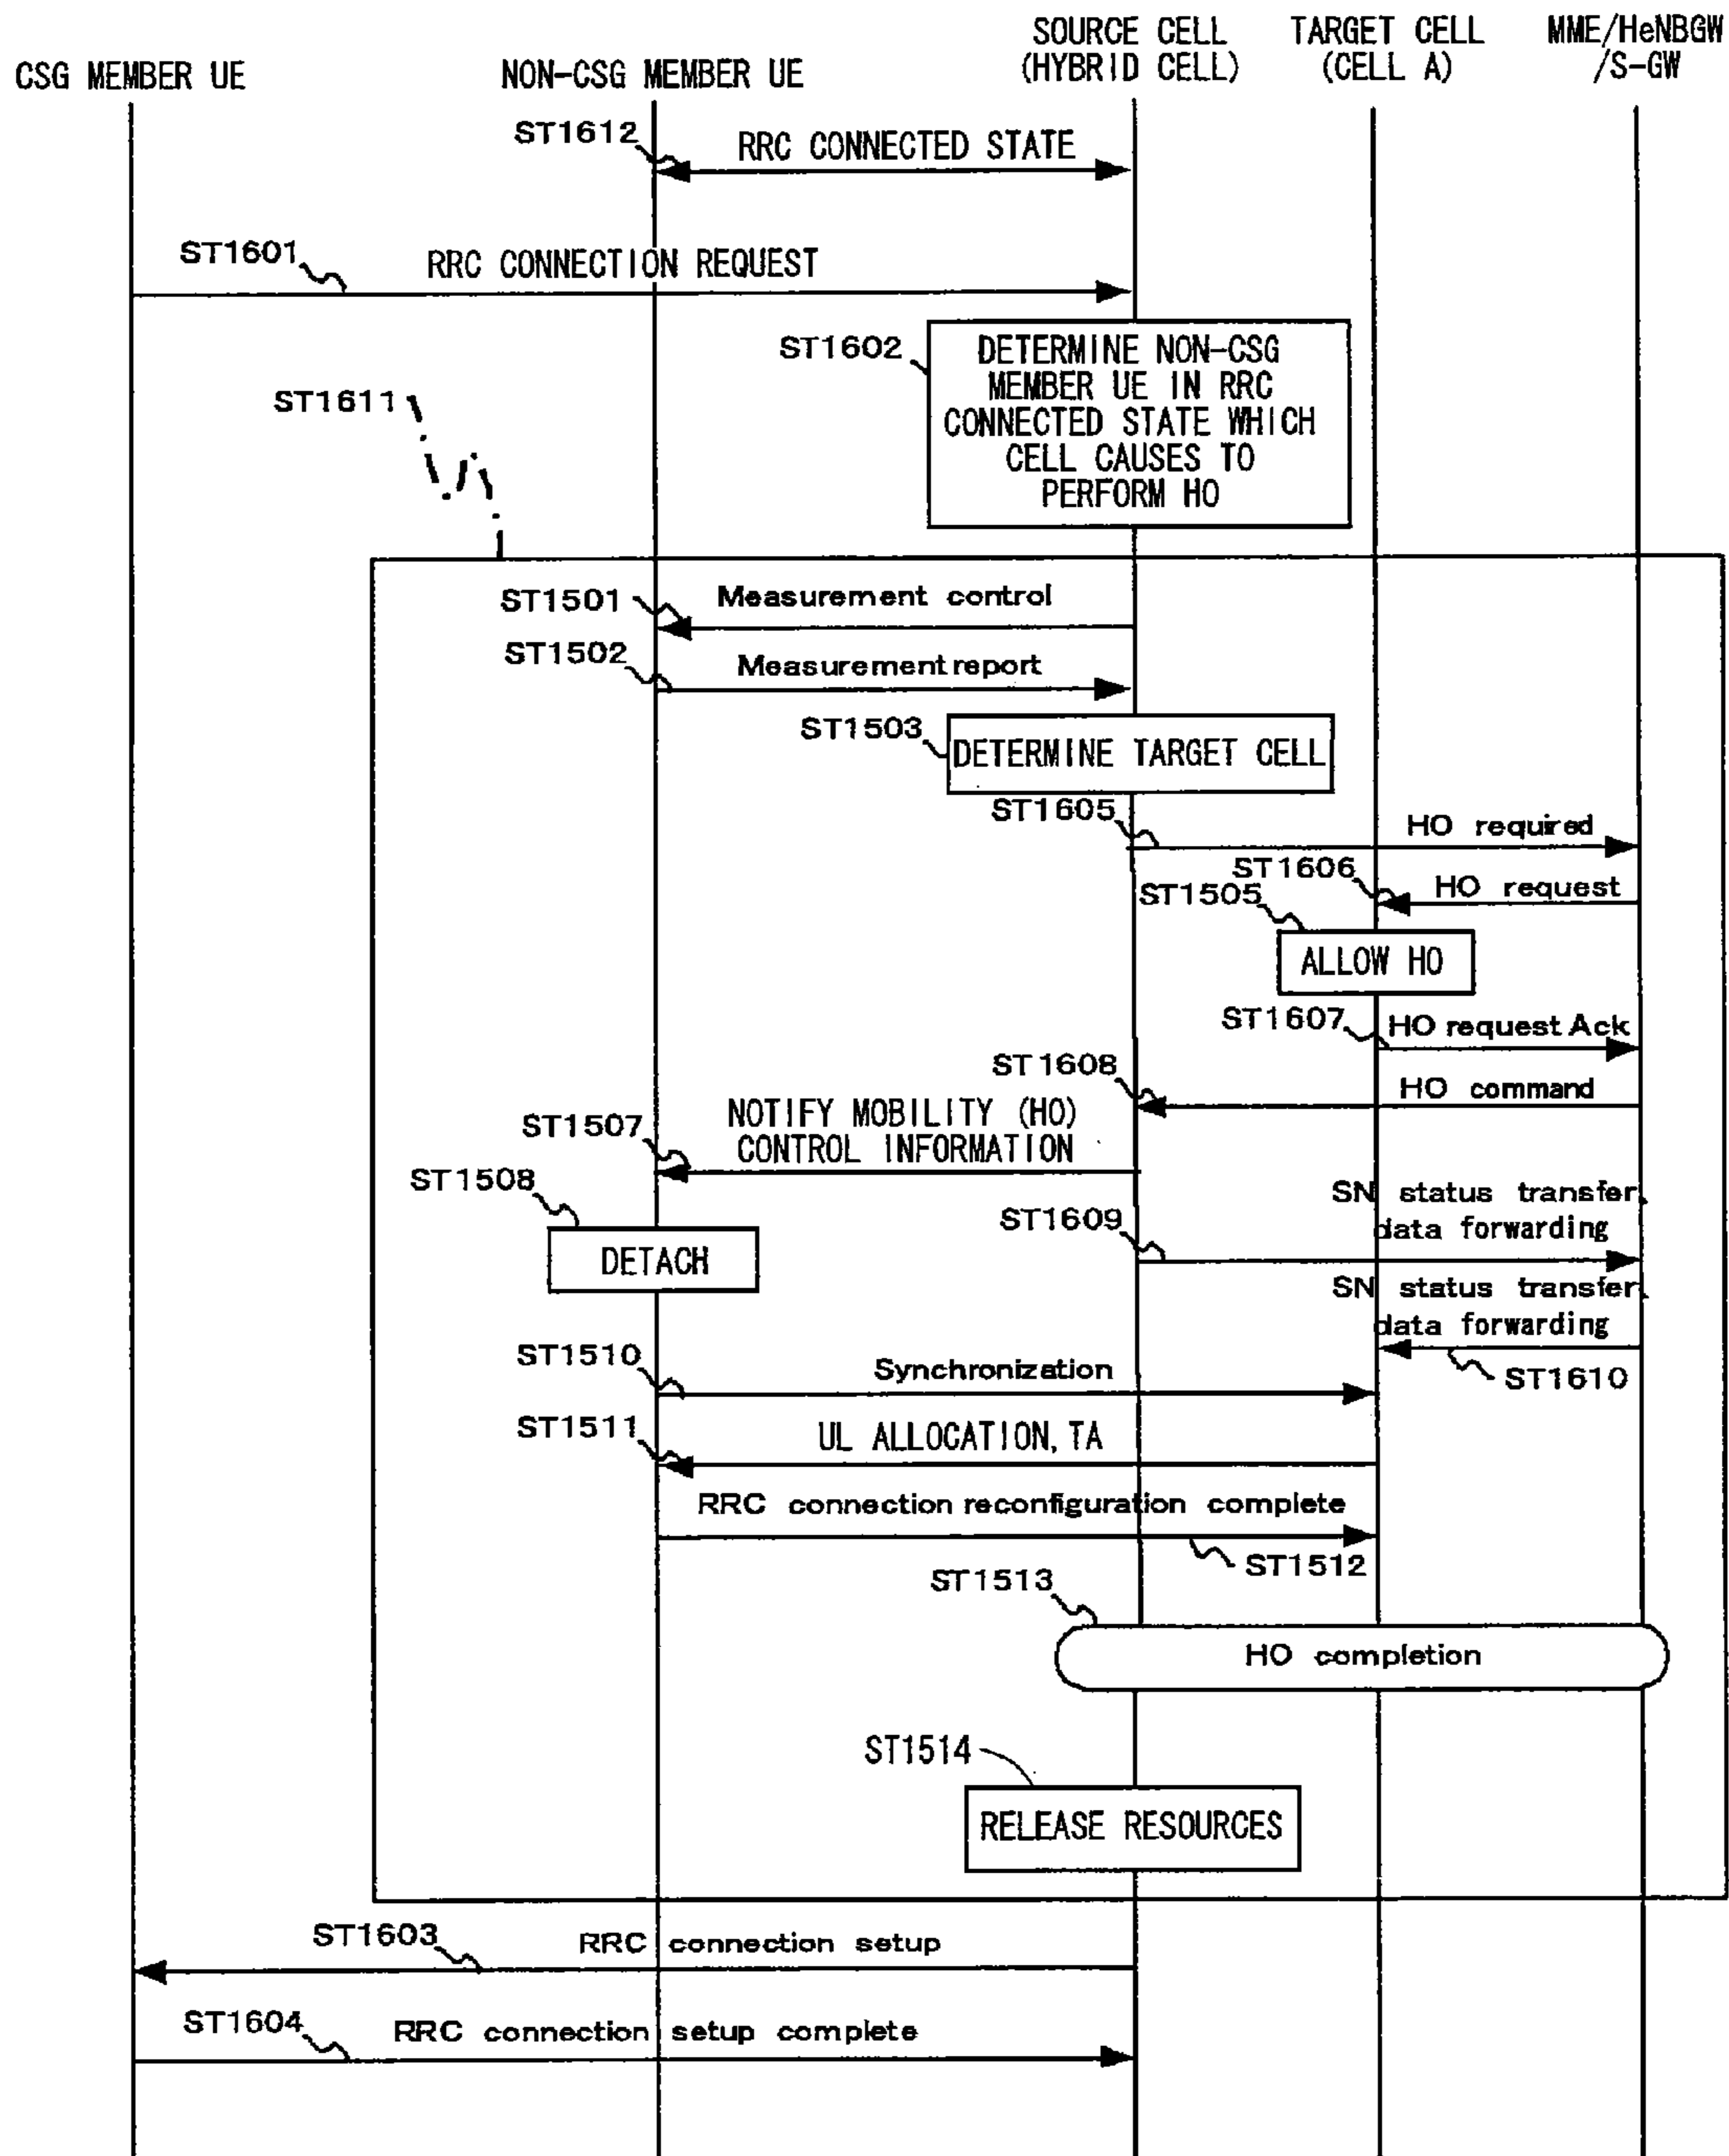 CSG MEMBER UE
NON-CSG MEMBER UE
SOURCE CELL
(HYBRID CELL)
TARGET CELL
(CELL A)
MME/HeNBGW
/S-GW
ST1612
RRC CONNECTED STATE
ST1601
RRC CONNECTION REQUEST
ST1602
DETERMINE NON-CSG
MEMBER UE IN RRC
CONNECTED STATE WHICH
CELL CAUSES TO
PERFORM HO
ST1611
ST1501
Measurement control
ST1502
Measurement report
ST1503
DETERMINE TARGET CELL
ST1605
HO required
ST1606
HO request
ST1505
ALLOW HO
ST1607
HO request Ack
ST1608
HO command
ST1507
NOTIFY MOBILITY (HO)
CONTROL INFORMATION
ST1508
DETACH
ST1609
SN status transfer
data forwarding
SN status transfer
data forwarding
ST1610
ST1510
Synchronization
ST1511
UL ALLOCATION, TA
RRC connection reconfiguration complete
ST1512
ST1513
HO completion
ST1514
RELEASE RESOURCES
ST1603
RRC connection setup
ST1604
RRC connection setup complete